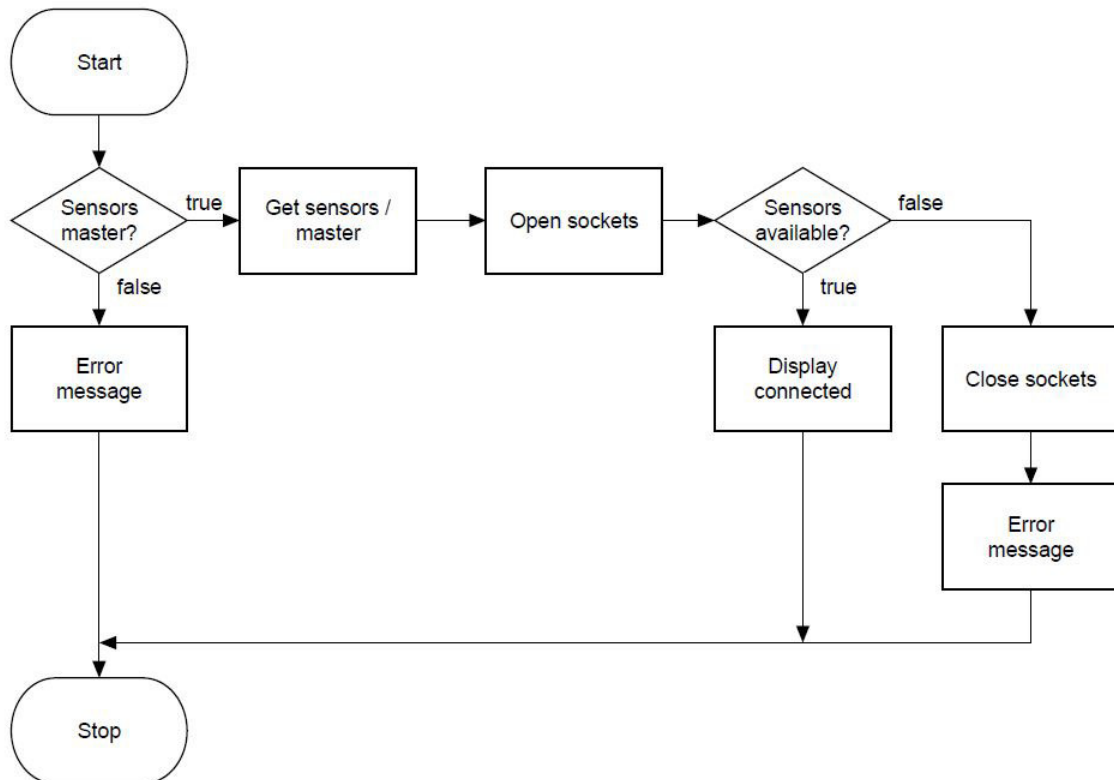 Start
Sensors
master?
true
Get sensors /
master
Open sockets
Sensors
available?
false
false
true
Error
message
Display
connected
Close sockets
Error
message
Stop